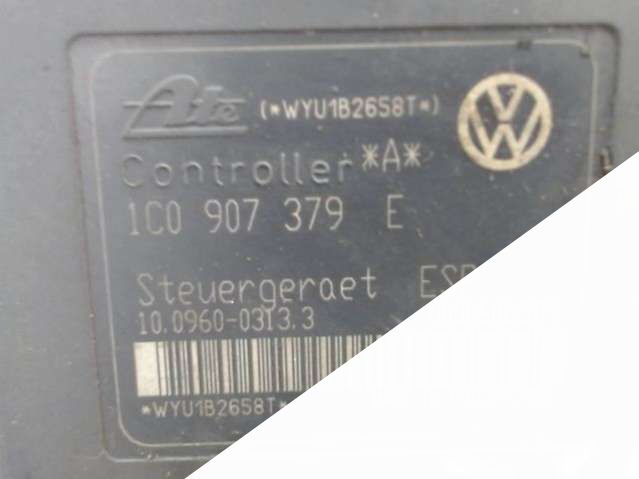 Ate (*WYU1B2658T*)
Controller *A*
1C0 907 379 E
Steuergeraet ESP
10.0960-0313.3
*WYU1B2658T*